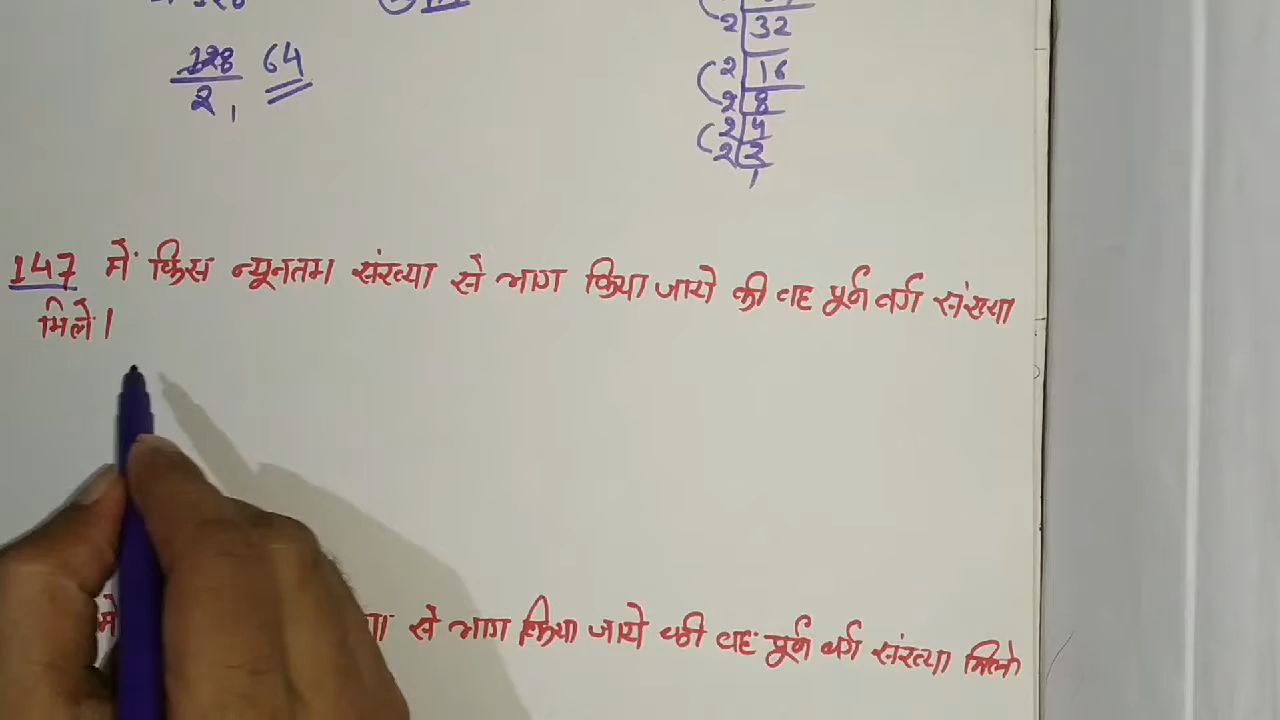 128 64
2 1
2 32
2 16
2 8
2 4
2 2
1
147 में किस न्यूनतम संख्या से भाग किया जाये की वह पूर्न वर्ग संख्या
मिले।
से भाग किया जाये की वह पूर्न वर्ग संख्या मिले